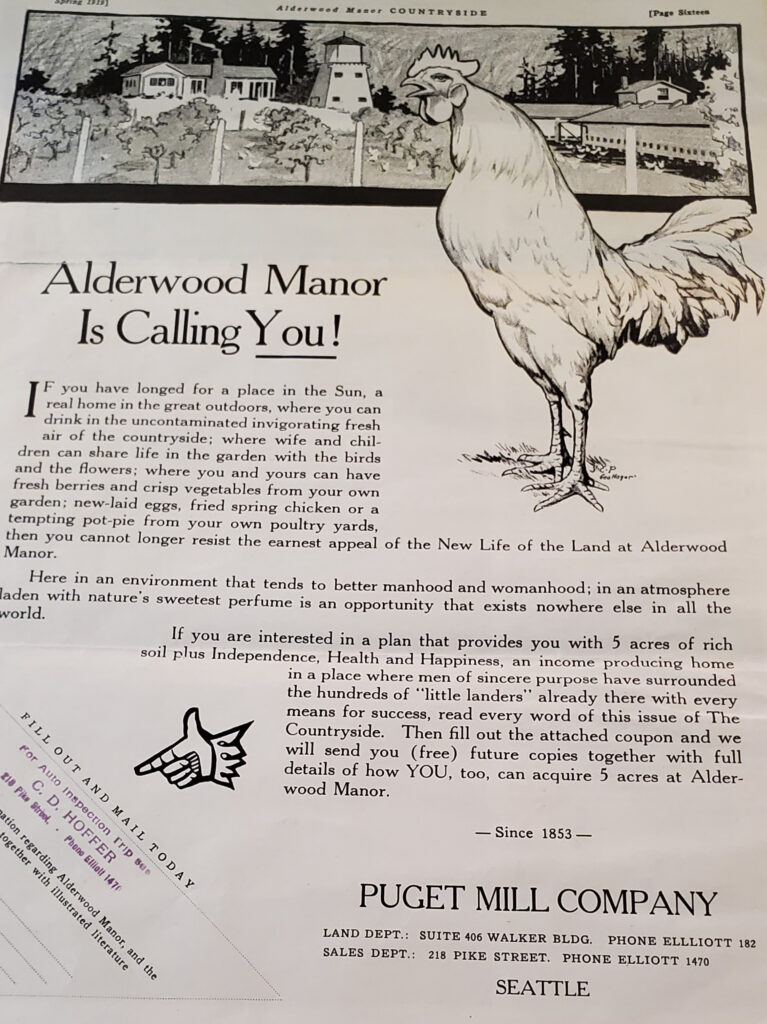 Spring 1919]
Alderwood Manor COUNTRYSIDE
[Page Sixteen
Alderwood Manor
Is Calling You!
IF you have longed for a place in the Sun, a
real home in the great outdoors, where you can
drink in the uncontaminated invigorating fresh
air of the countryside; where wife and chil-
dren can share life in the garden with the birds
and the flowers; where you and yours can have
fresh berries and crisp vegetables from your own
garden; new-laid eggs, fried spring chicken or a
tempting pot-pie from your own poultry yards,
then you cannot longer resist the earnest appeal of the New Life of the Land at Alderwood
Manor.
Here in an environment that tends to better manhood and womanhood; in an atmosphere
laden with nature's sweetest perfume is an opportunity that exists nowhere else in all the
world.
If you are interested in a plan that provides you with 5 acres of rich
soil plus Independence, Health and Happiness, an income producing home
in a place where men of sincere purpose have surrounded
the hundreds of "little landers" already there with every
means for success, read every word of this issue of The
Countryside. Then fill out the attached coupon and we
will send you (free) future copies together with full
details of how YOU, too, can acquire 5 acres at Alder-
wood Manor.
— Since 1853 —
PUGET MILL COMPANY
LAND DEPT.: SUITE 406 WALKER BLDG. PHONE ELLLIOTT 182
SALES DEPT.: 218 PIKE STREET. PHONE ELLIOTT 1470
SEATTLE
FILL OUT AND MAIL TODAY
For Auto Inspection Trip see
C. D. HOFFER
218 Pike Street. - Phone Elliott 1470
regarding Alderwood Manor, and the
together with illustrated literature